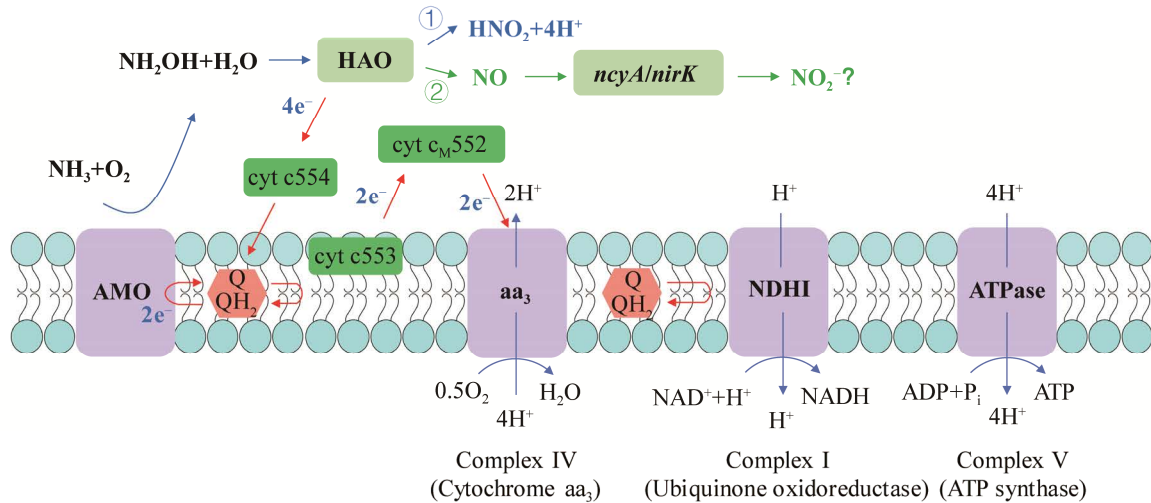 ① HNO₂+4H⁺
NH₂OH+H₂O
HAO
② NO
ncyA/nirK
NO₂⁻?
4e⁻
NH₃+O₂
cyt c554
cyt c_M552
2e⁻
2e⁻
cyt c553
2H⁺
H⁺
4H⁺
AMO
2e⁻
Q
QH₂
aa₃
Q
QH₂
NDHI
ATPase
0.5O₂
H₂O
4H⁺
NAD⁺+H⁺
NADH
H⁺
ADP+Pᵢ
ATP
4H⁺
Complex IV
(Cytochrome aa₃)
Complex I
(Ubiquinone oxidoreductase)
Complex V
(ATP synthase)